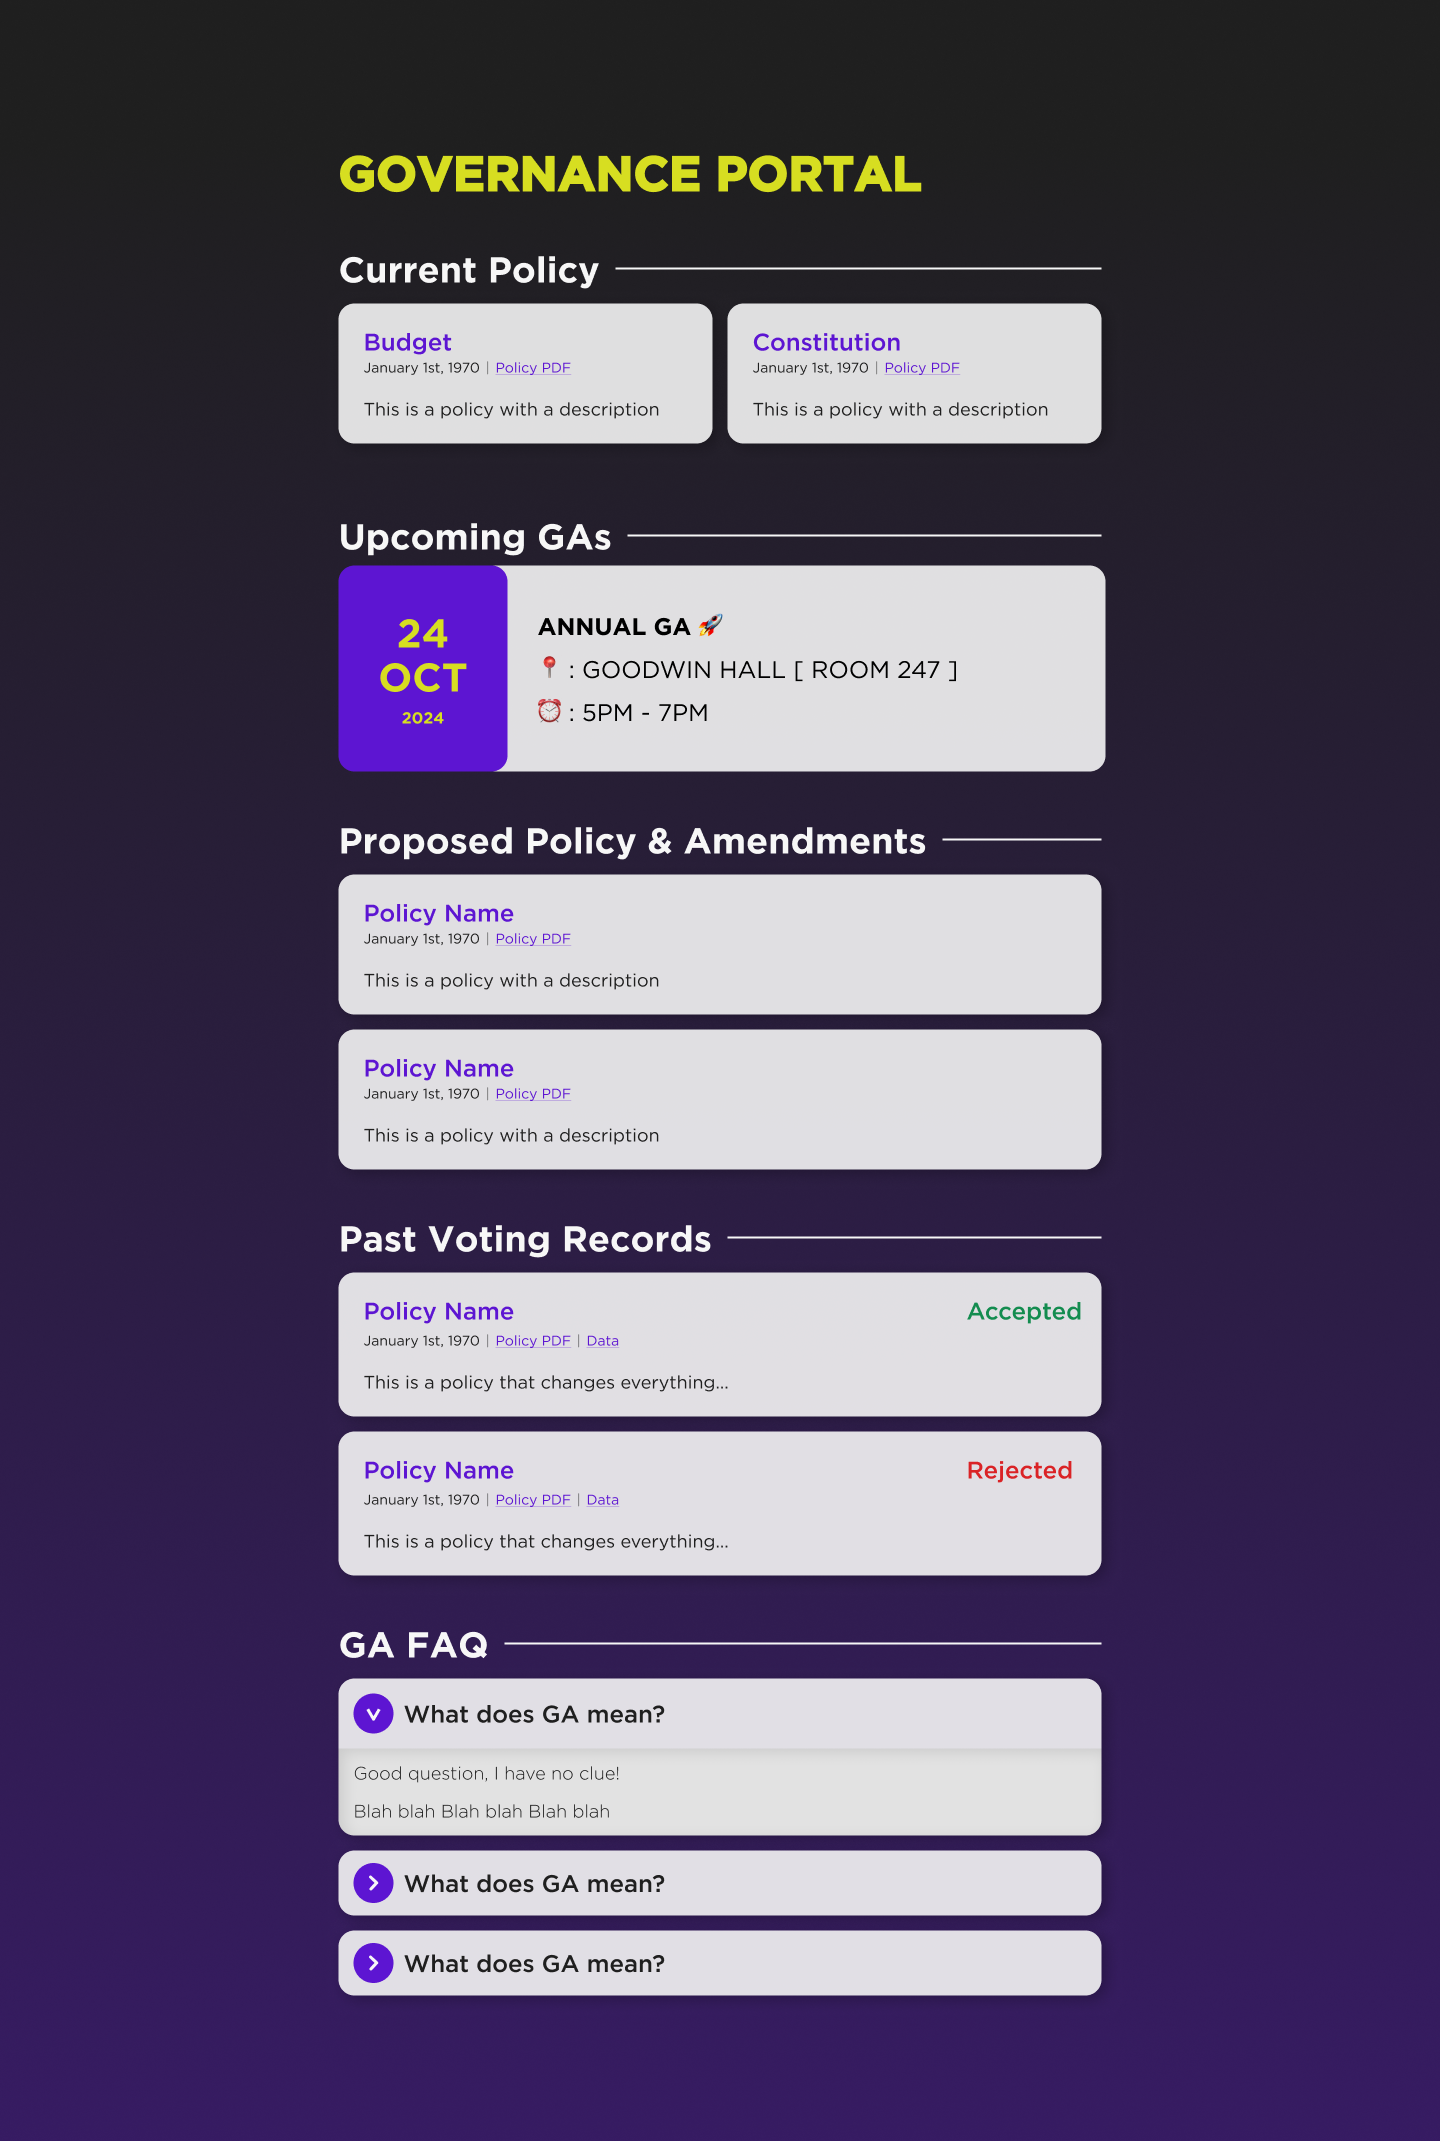 GOVERNANCE PORTAL
Current Policy
Budget
January 1st, 1970 | Policy PDF
This is a policy with a description
Constitution
January 1st, 1970 | Policy PDF
This is a policy with a description
Upcoming GAs
24
OCT
2024
ANNUAL GA 🚀
📍 : GOODWIN HALL [ ROOM 247 ]
⏰ : 5PM - 7PM
Proposed Policy & Amendments
Policy Name
January 1st, 1970 | Policy PDF
This is a policy with a description
Policy Name
January 1st, 1970 | Policy PDF
This is a policy with a description
Past Voting Records
Policy Name
Accepted
January 1st, 1970 | Policy PDF | Data
This is a policy that changes everything...
Policy Name
Rejected
January 1st, 1970 | Policy PDF | Data
This is a policy that changes everything...
GA FAQ
What does GA mean?
Good question, I have no clue!
Blah blah Blah blah Blah blah
What does GA mean?
What does GA mean?